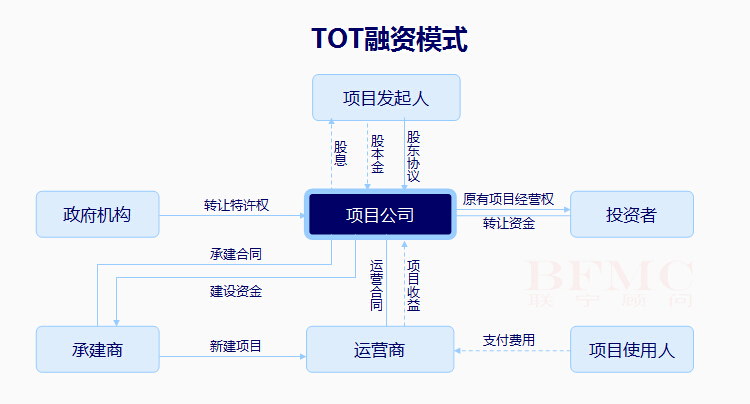 TOT融资模式
项目发起人
股息
股本金
股东协议
政府机构
转让特许权
项目公司
原有项目经营权
转让资金
投资者
承建合同
建设资金
运营合同
项目收益
BFMC
联宇顾问
承建商
新建项目
运营商
支付费用
项目使用人